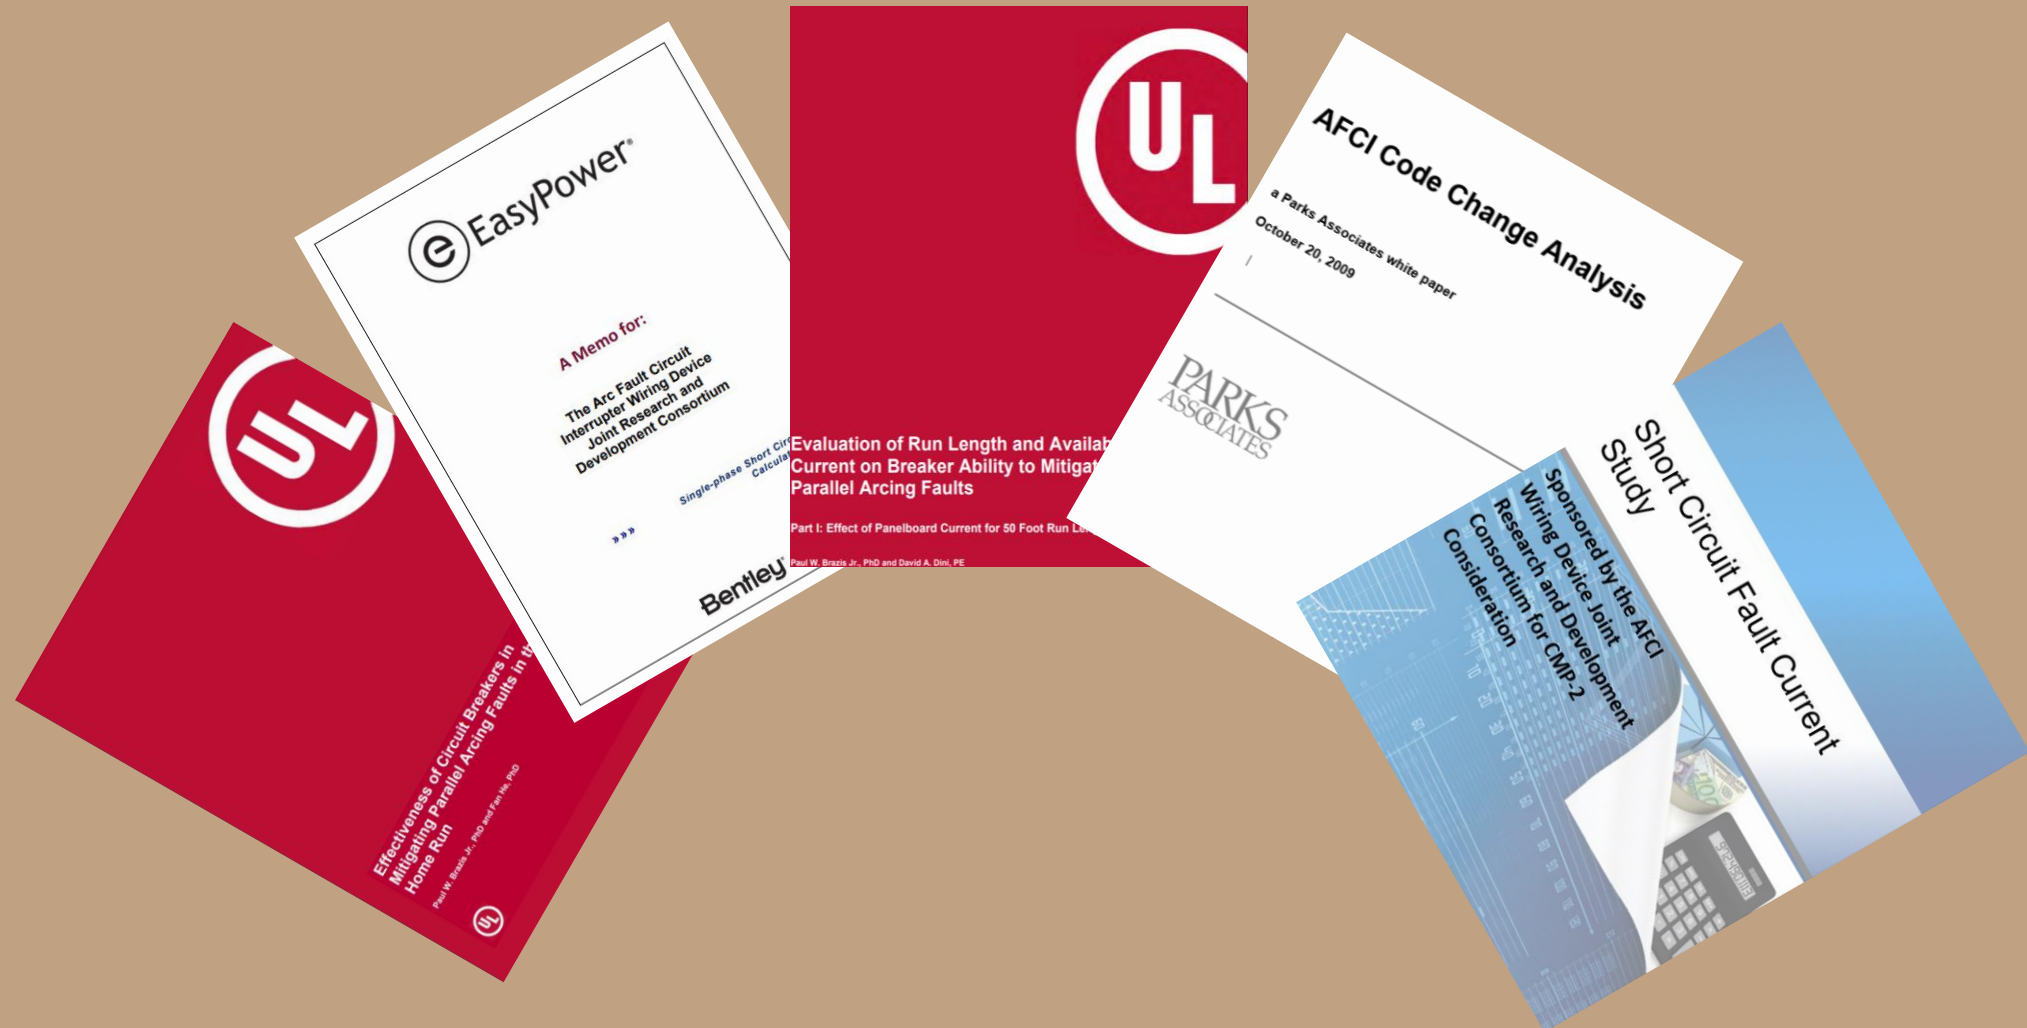 UL
Effectiveness of Circuit Breakers in
Mitigating Parallel Arcing Faults in
Home Run
Paul W. Brazis Jr., PhD and Fan He, PhD
UL
e EasyPower®
A Memo for:
The Arc Fault Circuit
Interrupter Wiring Device
Joint Research and
Development Consortium
Single-phase Short
»»»
Bentley
UL
Evaluation of Run Length and
Current on Breaker Ability to
Parallel Arcing Faults
Part I: Effect of Panelboard Current for 50 Foot Run
Paul W. Brazis Jr., PhD and David A. Dini, PE
AFCI Code Change Analysis
a Parks Associates white paper
October 20, 2009
PARKS
ASSOCIATES
Short Circuit Fault Current
Study
Sponsored by the AFCI
Wiring Device Joint
Research and Development
Consortium for CMP-2
Consideration